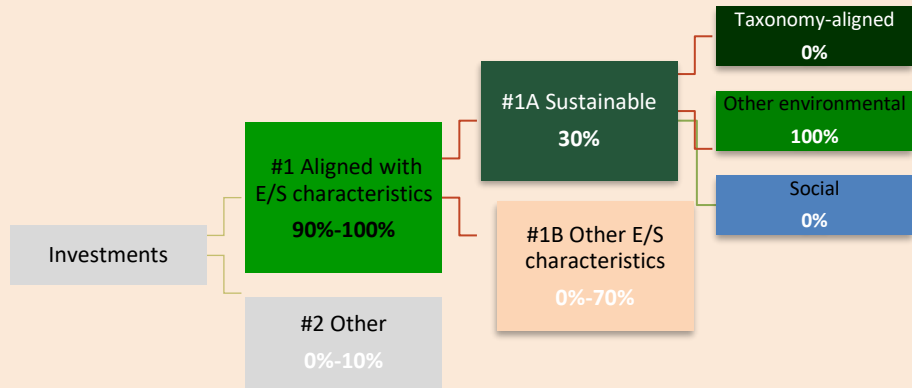 Investments
#1 Aligned with
E/S characteristics
90%-100%
#2 Other
0%-10%
#1A Sustainable
30%
#1B Other E/S
characteristics
0%-70%
Taxonomy-aligned
0%
Other environmental
100%
Social
0%